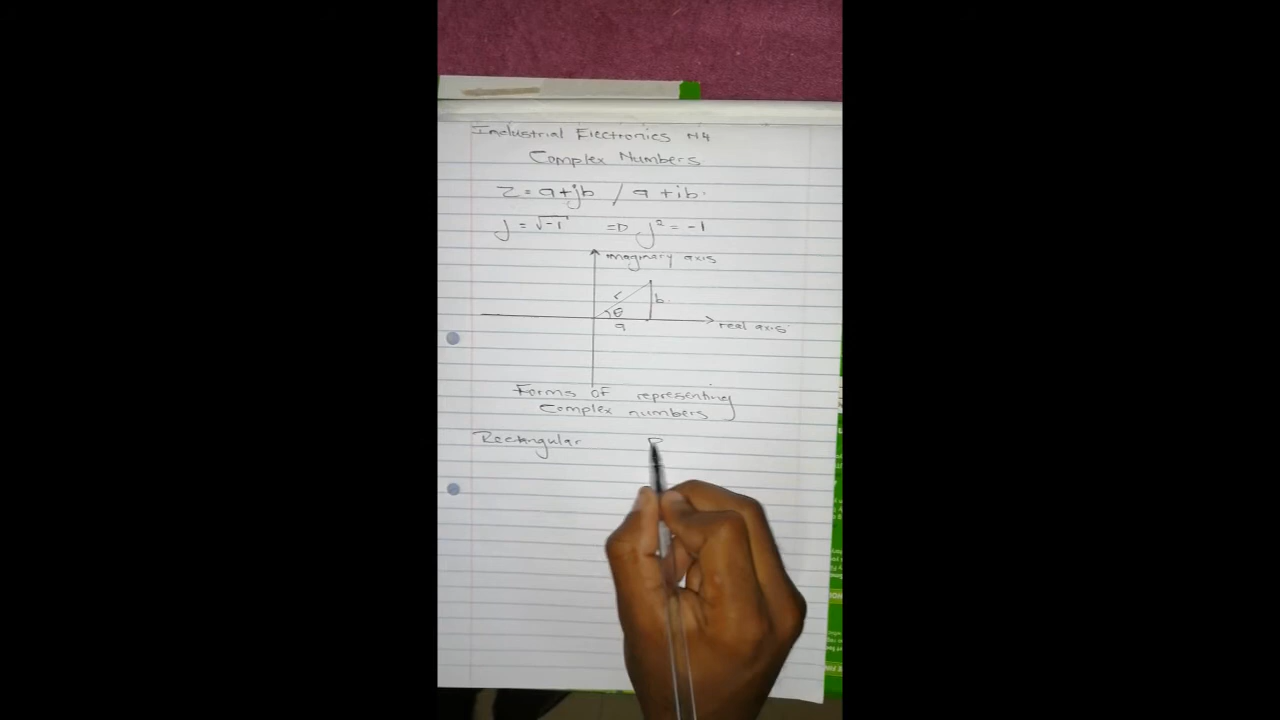 Industrial Electronics N4
Complex Numbers
Z = a+jb / a + ib.
j = √-1 => j² = -1
imaginary axis
r
b
θ
a
real axis
Forms of representing
Complex numbers
Rectangular P